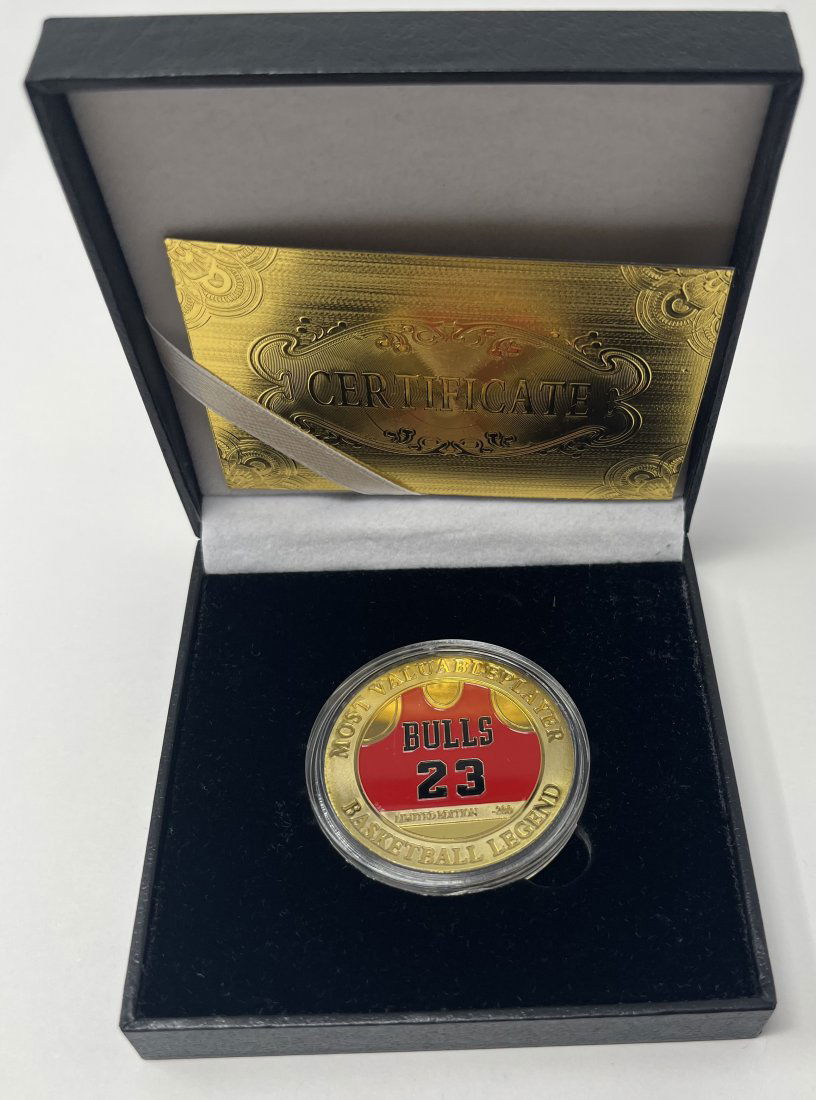 CERTIFICATE
MOST VALUABLE PLAYER
BULLS
23
LIMITED EDITION
BASKETBALL LEGEND